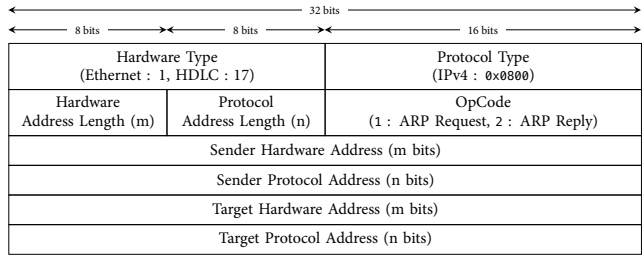 32 bits
8 bits 8 bits 16 bits
Hardware Type Protocol Type
(Ethernet : 1, HDLC : 17) (IPv4 : 0x0800)
Hardware Protocol OpCode
Address Length (m) Address Length (n) (1 : ARP Request, 2 : ARP Reply)
Sender Hardware Address (m bits)
Sender Protocol Address (n bits)
Target Hardware Address (m bits)
Target Protocol Address (n bits)